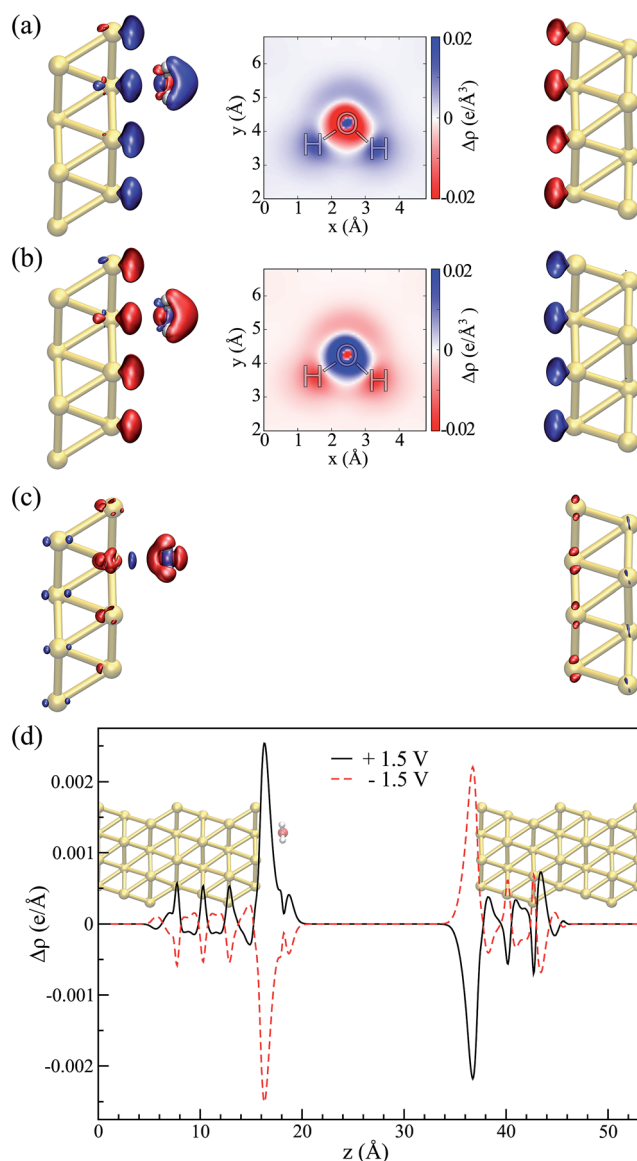 (a)
y (Å)
6
5
4
3
2
0 1 2 3 4
x (Å)
O
H H
0.02
0
-0.02
Δρ (e/Å³)
(b)
y (Å)
6
5
4
3
2
0 1 2 3 4
x (Å)
O
H H
0.02
0
-0.02
Δρ (e/Å³)
(c)
(d)
+ 1.5 V
- 1.5 V
0.002
0.001
0
-0.001
-0.002
Δρ (e/Å)
0 10 20 30 40 50
z (Å)